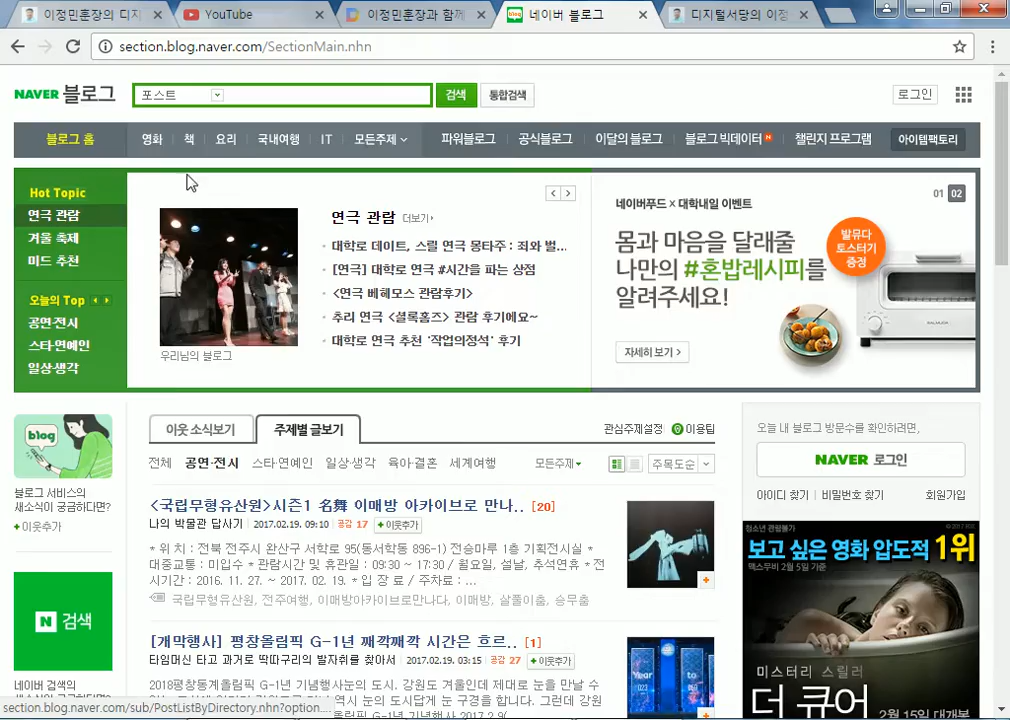 이정민훈장의 디지
YouTube
이정민훈장과 함께
네이버 블로그
디지털서당의 이정
section.blog.naver.com/SectionMain.nhn
NAVER 블로그
포스트
검색
통합검색
로그인
블로그 홈
영화
책
요리
국내여행
IT
모든주제
파워블로그
공식블로그
이달의 블로그
블로그 빅데이터 N
챌린지 프로그램
아이템팩토리
Hot Topic
연극 관람
겨울 축제
미드 추천
오늘의 Top
공연·전시
스타·연예인
일상·생각
우리님의 블로그
연극 관람 더보기
대학로 데이트, 스릴 연극 몽타주 : 죄와 벌...
[연극] 대학로 연극 #시간을 파는 상점
<연극 베헤모스 관람후기>
추리 연극 <셜록홈즈> 관람 후기에요~
대학로 연극 추천 '작업의정석' 후기
네이버푸드 x 대학내일 이벤트
01 02
몸과 마음을 달래줄
나만의 #혼밥레시피를
알려주세요!
발뮤다
토스터기
증정
BALMUDA
자세히 보기 >
blog
블로그 서비스의
새소식이 궁금하다면?
+이웃추가
N 검색
네이버 검색의
이웃 소식보기
주제별 글보기
관심주제설정
이용팁
전체
공연·전시
스타·연예인
일상·생각
육아·결혼
세계여행
모든주제
주목도순
<국립무형유산원>시즌1 名舞 이매방 아카이브로 만나.. [20]
나의 박물관 답사기 2017.02.19. 09:10 공감 17 +이웃추가
* 위 치 : 전북 전주시 완산구 서학로 95(동서학동 896-1) 전승마루 1층 기획전시실 *
대중교통 : 미입수 * 관람시간 및 휴관일 : 09:30 ~ 17:30 / 월요일, 설날, 추석연휴 * 전
시기간 : 2016. 11. 27. ~ 2017. 02. 19. * 입 장 료 / 주차료 : ...
국립무형유산원, 전주여행, 이매방아카이브로만나다, 이매방, 살풀이춤, 승무춤
[개막행사] 평창올림픽 G-1년 째깍째깍 시간은 흐르.. [1]
타임머신 타고 과거로 딱따구리의 발자취를 찾아서 2017.02.19. 03:15 공감 27 +이웃추가
2018평창동계올림픽 G-1년 기념행사눈의 도시, 강원도 겨울인데 제대로 눈을 만날 수
역시 눈의 도시답게 눈 구경을 합니다. 그런데 강원
Year to
오늘 내 블로그 방문수를 확인하려면,
NAVER 로그인
아이디 찾기
비밀번호 찾기
회원가입
청소년 관람불가
보고 싶은 영화 압도적 1위
맥스무비 2월 5일 기준
미스터리 스릴러
더 큐어
2월 15일 대개봉
section.blog.naver.com/sub/PostListByDirectory.nhn?option....